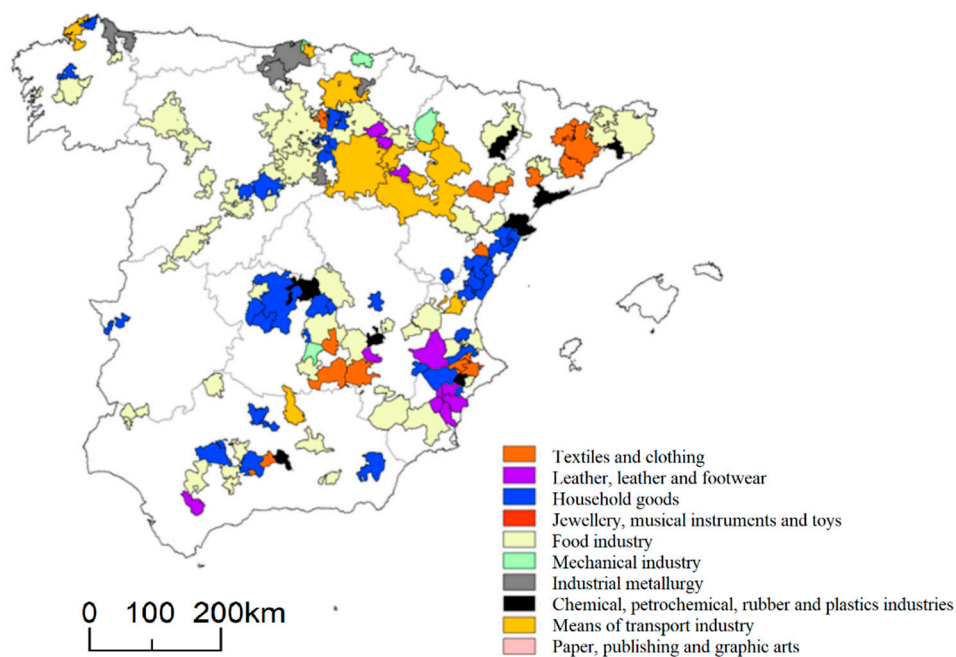 Textiles and clothing
Leather, leather and footwear
Household goods
Jewellery, musical instruments and toys
Food industry
Mechanical industry
Industrial metallurgy
Chemical, petrochemical, rubber and plastics industries
Means of transport industry
Paper, publishing and graphic arts
0 100 200km